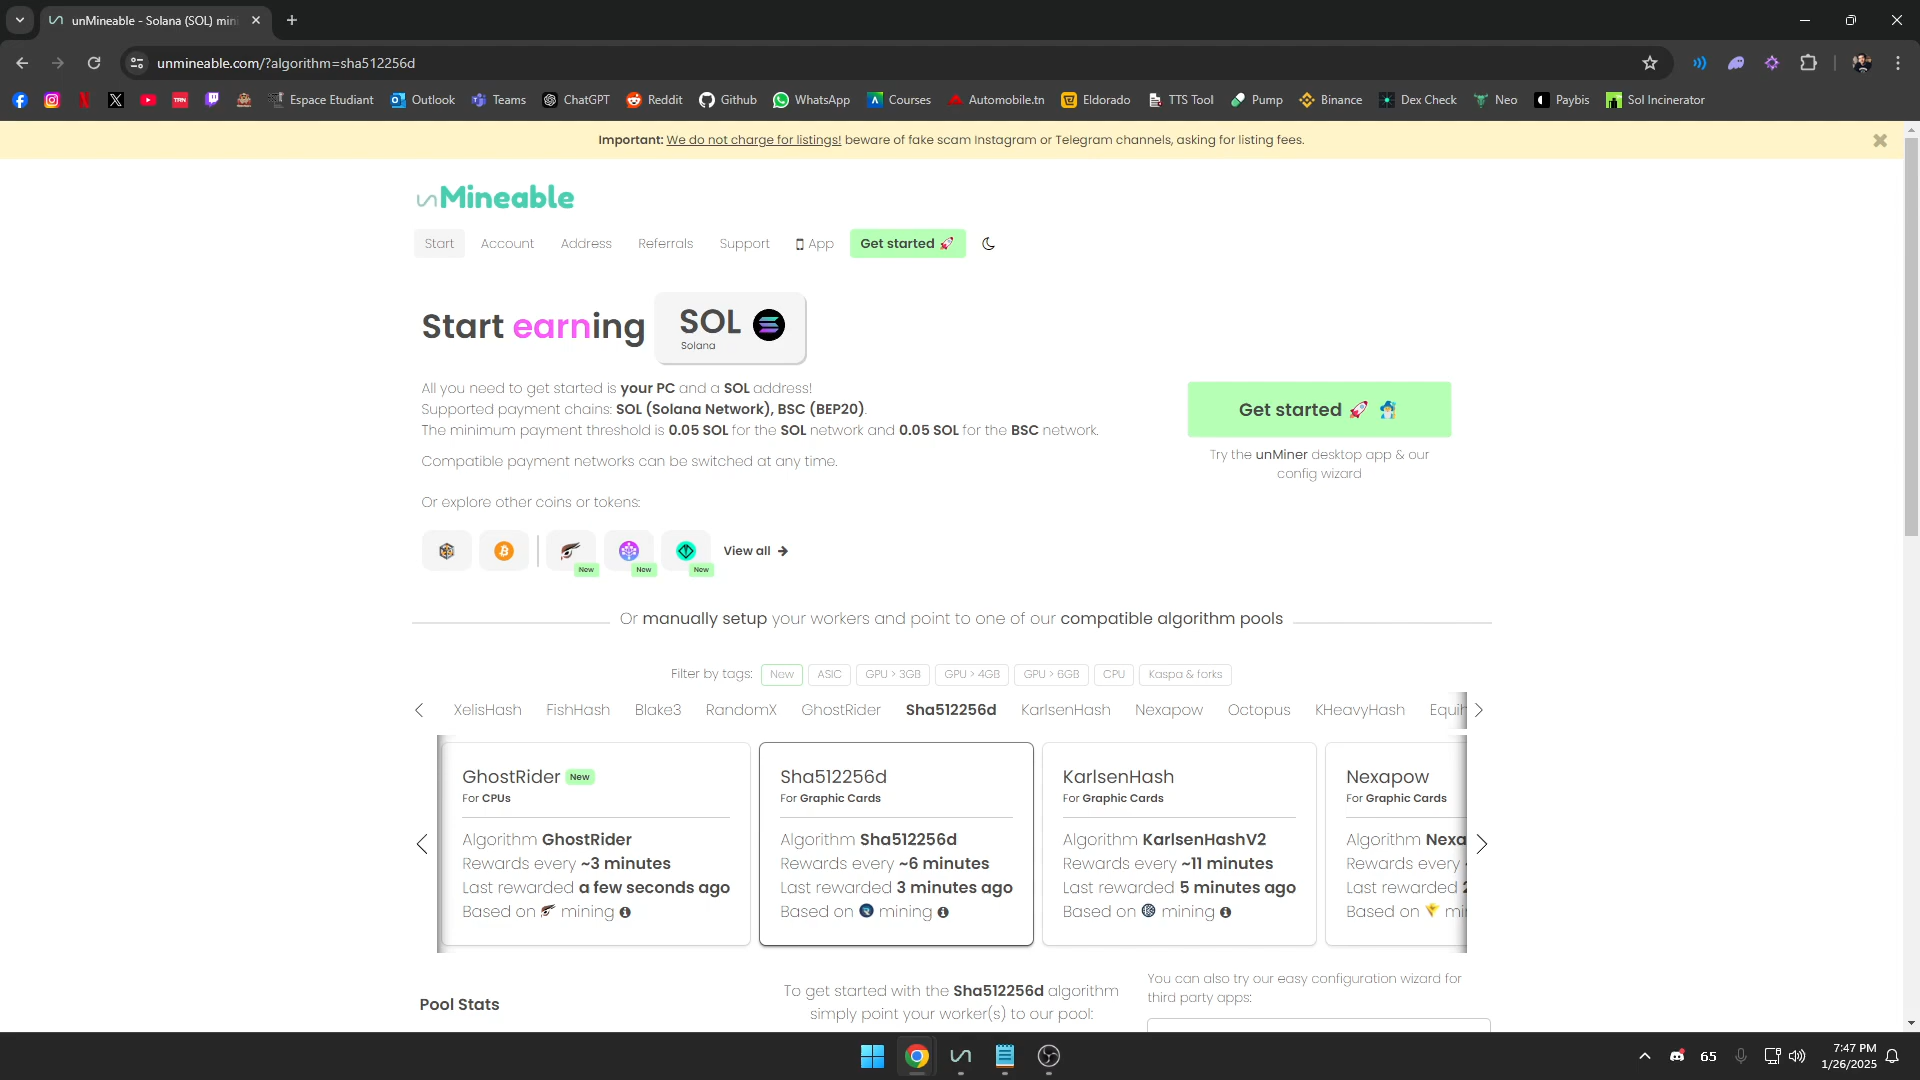 unMineable - Solana (SOL) min
unmineable.com/?algorithm=sha512256d
TRN
Espace Etudiant
Outlook
Teams
ChatGPT
Reddit
Github
WhatsApp
Courses
Automobile.tn
Eldorado
TTS Tool
Pump
Binance
Dex Check
Neo
Paybis
Sol Incinerator
Important: We do not charge for listings! beware of fake scam Instagram or Telegram channels, asking for listing fees.
unMineable
Start Account Address Referrals Support App Get started
Start earning SOL
Solana
All you need to get started is your PC and a SOL address!
Supported payment chains: SOL (Solana Network), BSC (BEP20).
The minimum payment threshold is 0.05 SOL for the SOL network and 0.05 SOL for the BSC network.
Compatible payment networks can be switched at any time.
Get started
Try the unMiner desktop app & our
config wizard
Or explore other coins or tokens:
View all
New New New
Or manually setup your workers and point to one of our compatible algorithm pools
Filter by tags: New ASIC GPU > 3GB GPU > 4GB GPU > 6GB CPU Kaspa & forks
XelisHash FishHash Blake3 RandomX GhostRider Sha512256d KarlsenHash Nexapow Octopus KHeavyHash Equih
GhostRider New
For CPUs
Algorithm GhostRider
Rewards every ~3 minutes
Last rewarded a few seconds ago
Based on mining
Sha512256d
For Graphic Cards
Algorithm Sha512256d
Rewards every ~6 minutes
Last rewarded 3 minutes ago
Based on mining
KarlsenHash
For Graphic Cards
Algorithm KarlsenHashV2
Rewards every ~11 minutes
Last rewarded 5 minutes ago
Based on mining
Nexapow
For Graphic Cards
Algorithm Nexa
Rewards every
Last rewarded 2
Based on mi
Pool Stats
To get started with the Sha512256d algorithm
simply point your worker(s) to our pool:
You can also try our easy configuration wizard for
third party apps:
65
7:47 PM
1/26/2025